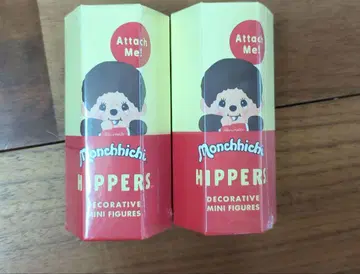 Attach
Me!
Monchhichi
HIPPERS
DECORATIVE
MINI FIGURES
Attach
Me!
Monchhichi
HIPPERS
DECORATIVE
MINI FIGURES